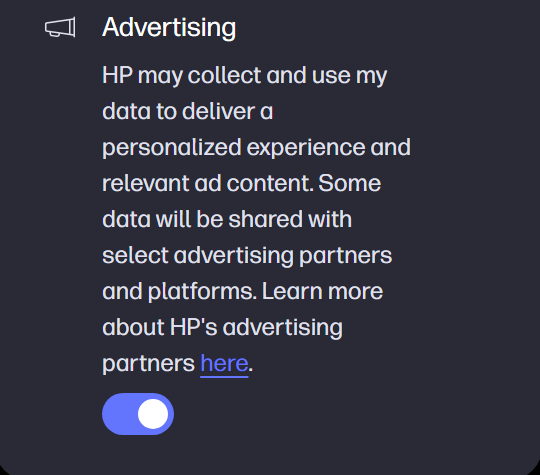 Advertising
HP may collect and use my
data to deliver a
personalized experience and
relevant ad content. Some
data will be shared with
select advertising partners
and platforms. Learn more
about HP's advertising
partners here.